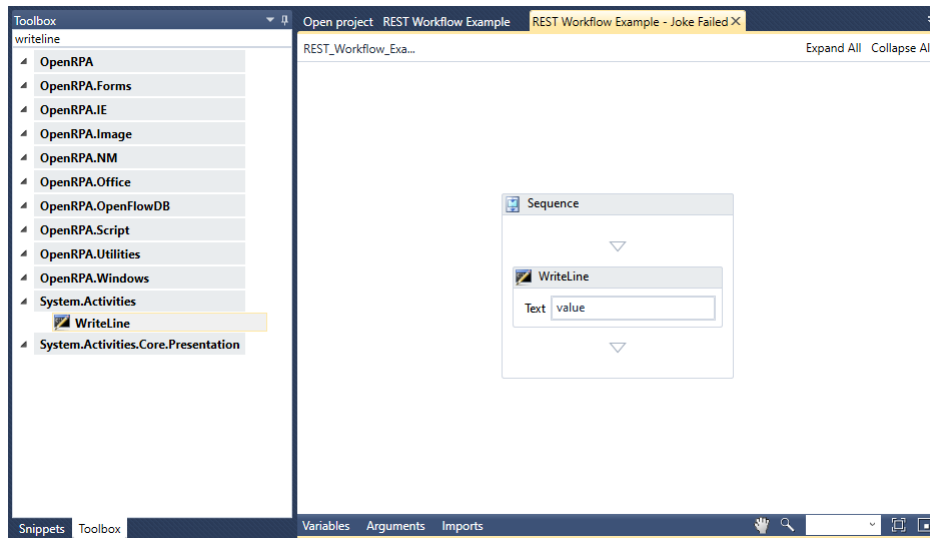 Toolbox
writeline
OpenRPA
OpenRPA.Forms
OpenRPA.IE
OpenRPA.Image
OpenRPA.NM
OpenRPA.Office
OpenRPA.OpenFlowDB
OpenRPA.Script
OpenRPA.Utilities
OpenRPA.Windows
System.Activities
WriteLine
System.Activities.Core.Presentation
Snippets Toolbox
Open project REST Workflow Example REST Workflow Example - Joke Failed
REST_Workflow_Exa... Expand All Collapse Al
Sequence
WriteLine
Text value
Variables Arguments Imports